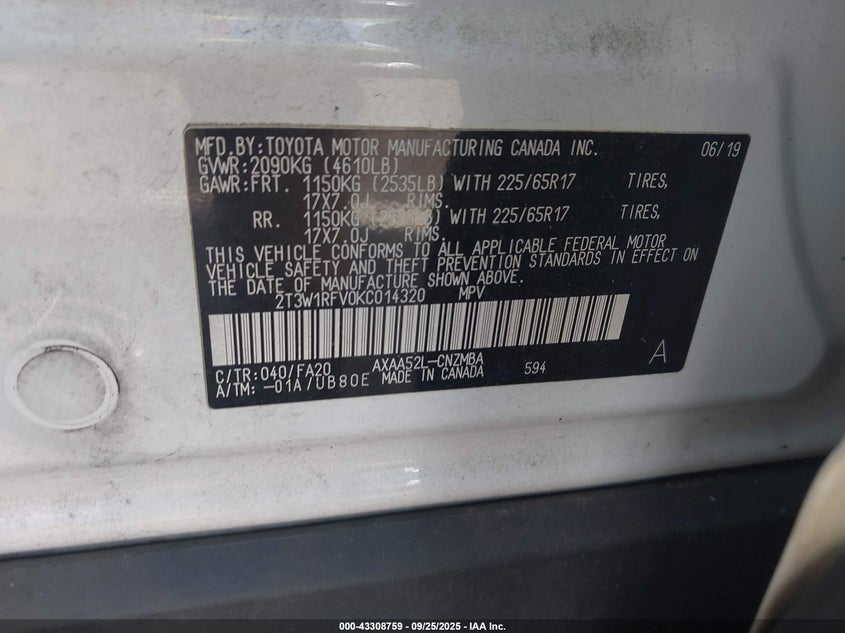 MFD.BY:TOYOTA MOTOR MANUFACTURING CANADA INC. 06/19
GVWR:2090KG (4610LB)
GAWR:FRT. 1150KG (2535LB) WITH 225/65R17 TIRES,
17X7.0J RIMS.
RR. 1150KG (2535LB) WITH 225/65R17 TIRES,
17X7.0J RIMS.
THIS VEHICLE CONFORMS TO ALL APPLICABLE FEDERAL MOTOR
VEHICLE SAFETY AND THEFT PREVENTION STANDARDS IN EFFECT ON
THE DATE OF MANUFACTURE SHOWN ABOVE.
2T3W1RFV0KC014320 MPV
C/TR:040/FA20 AXAA52L-CNZMBA
A/TM:-01A/UB80E MADE IN CANADA 594 A
000-43308759 - 09/25/2025 - IAA Inc.